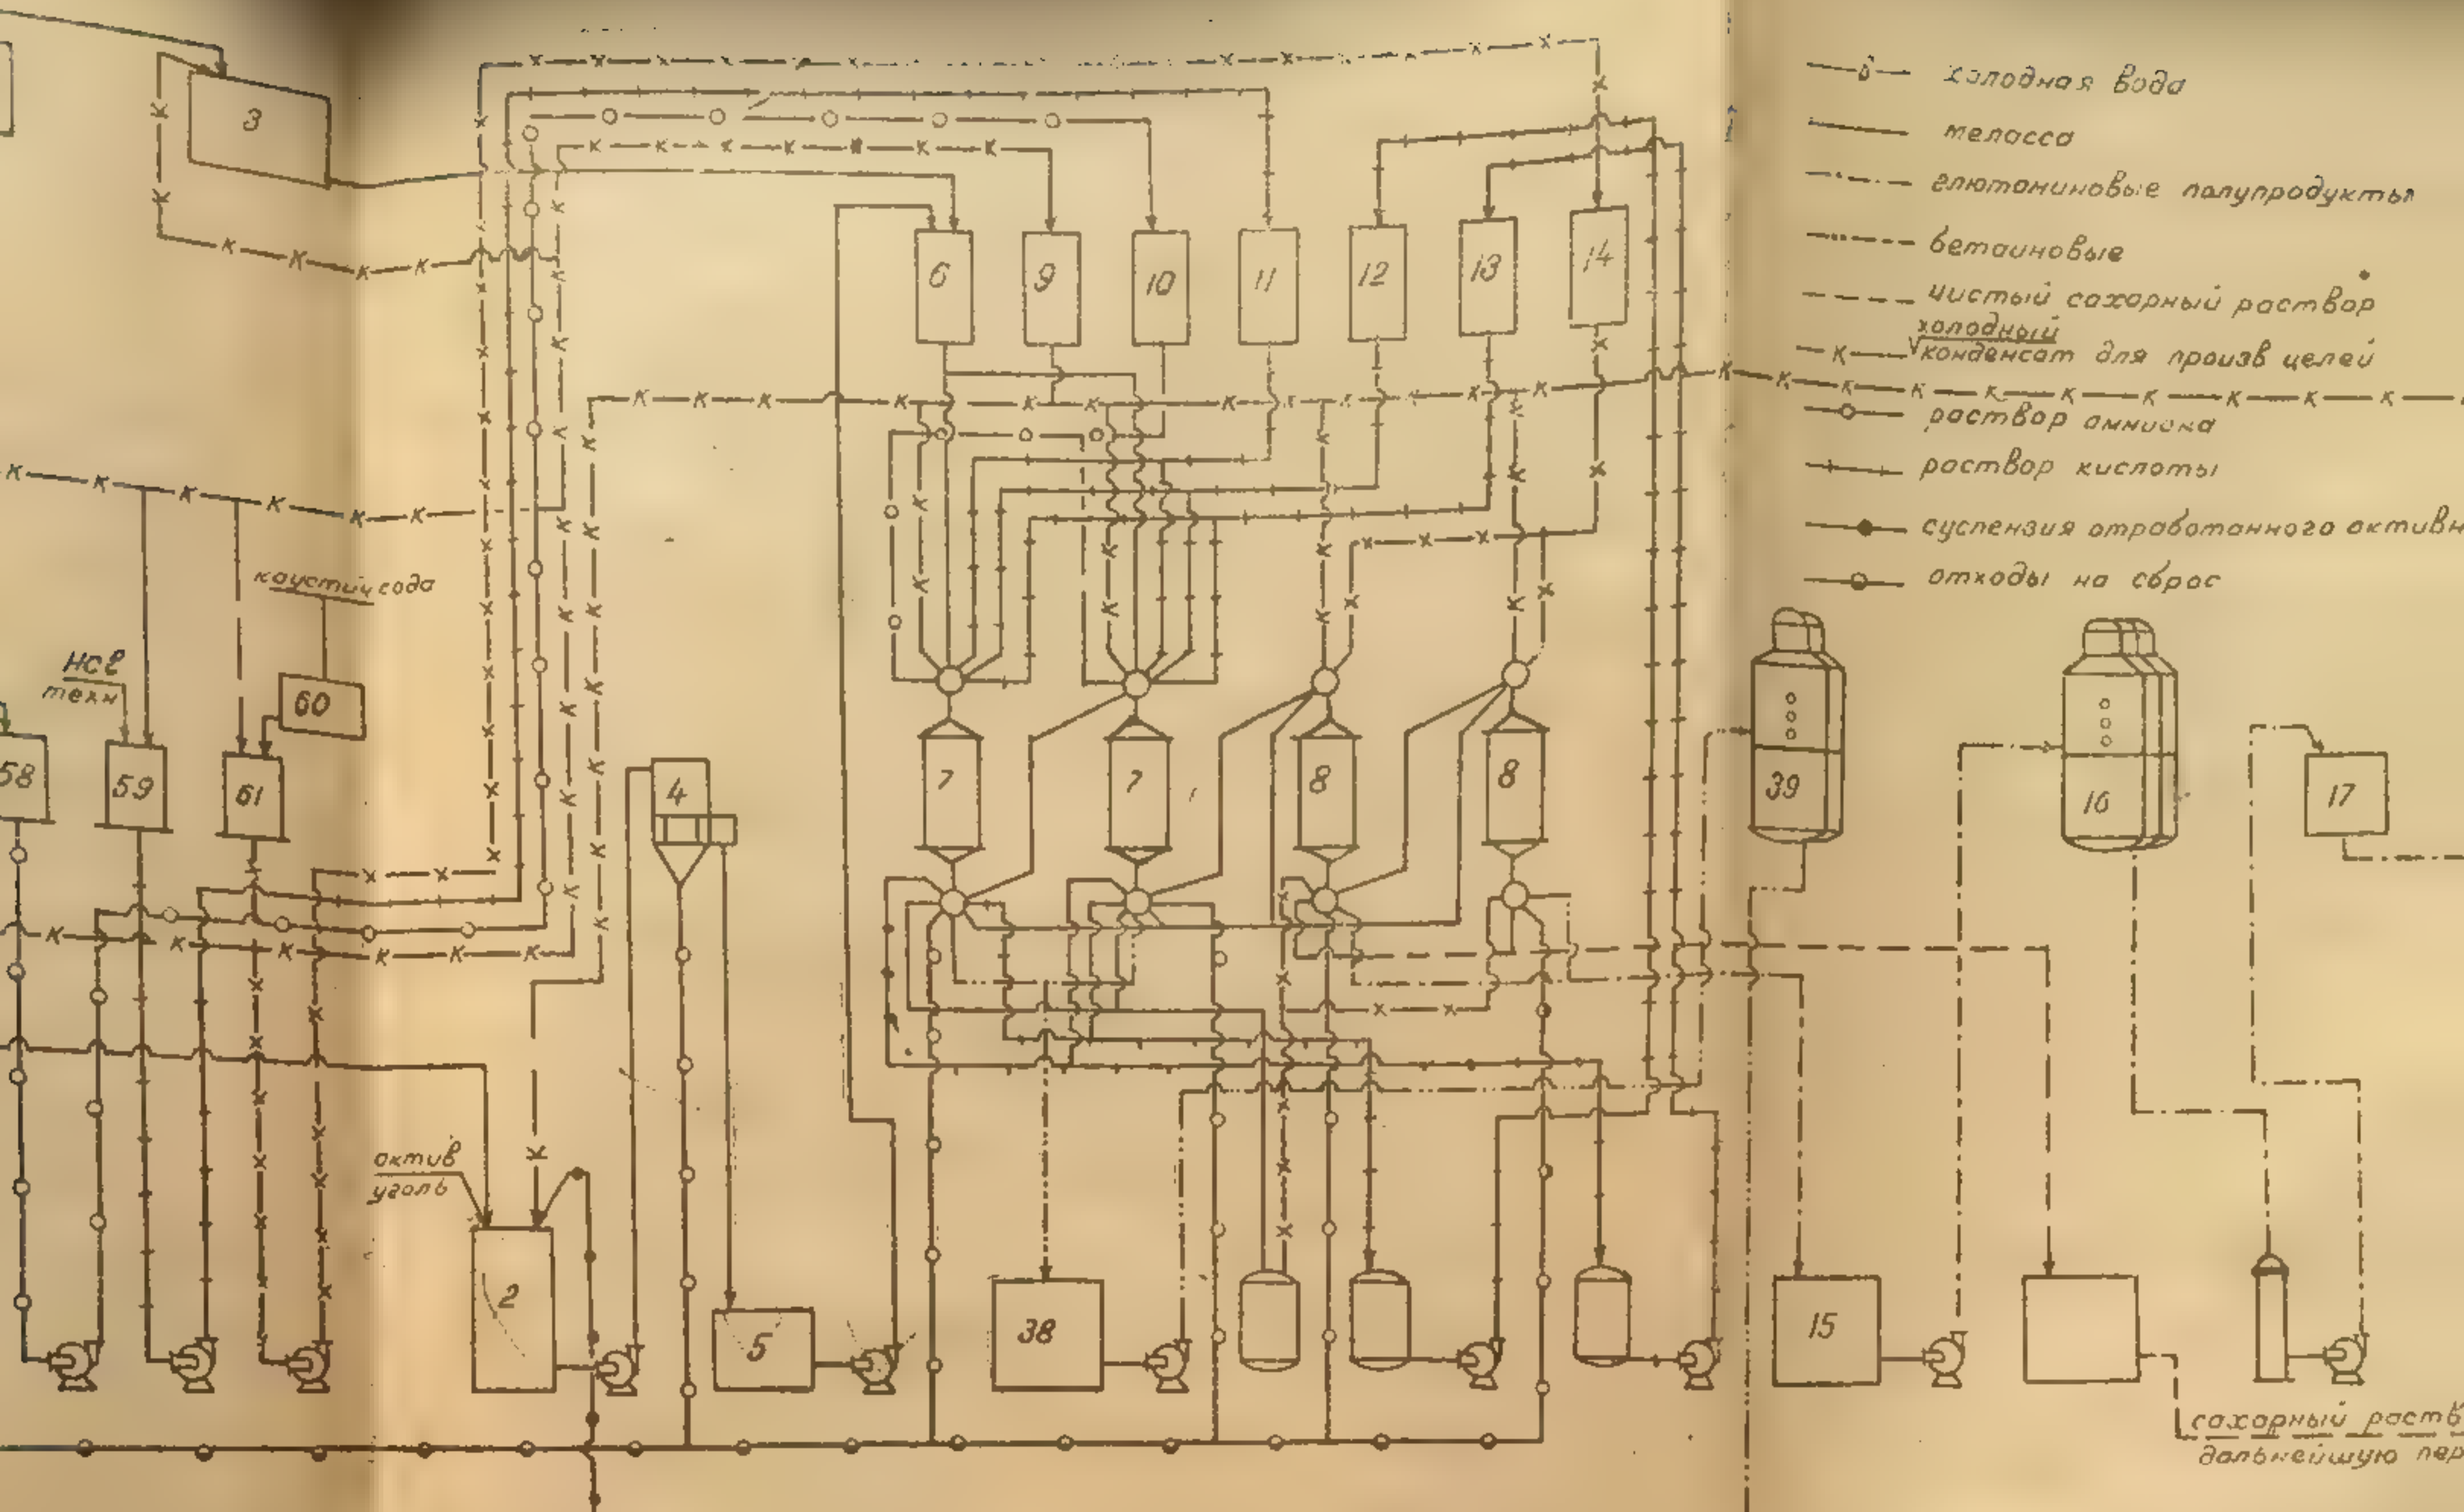 холодная вода
меласса
глютониновые полупродукты
бетаиновые
чистый сахарный раствор
холодный
конденсат для произв целей
раствор аммиака
раствор кислоты
суспензия отработанного активн
отходы на сброс
3
6
9
10
11
12
13
14
каустич сода
HCl
техн
60
58
59
61
4
7
7
8
8
39
16
17
актив
уголь
2
5
38
15
сахарный раств
дальнейшую пер